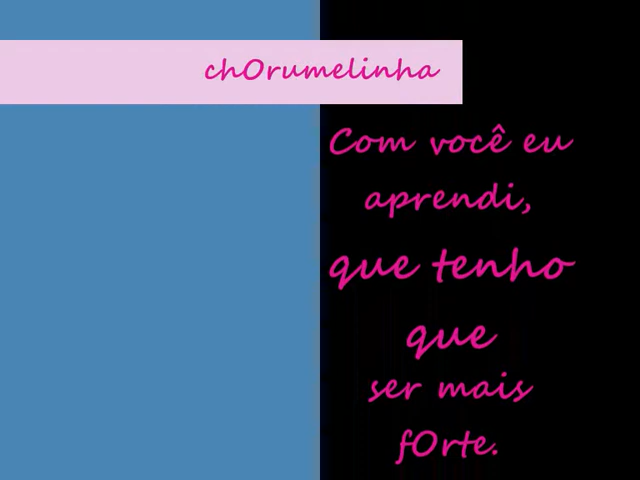 chOrumelinha
Com você eu
aprendi,
que tenho
que
ser mais
fOrte.